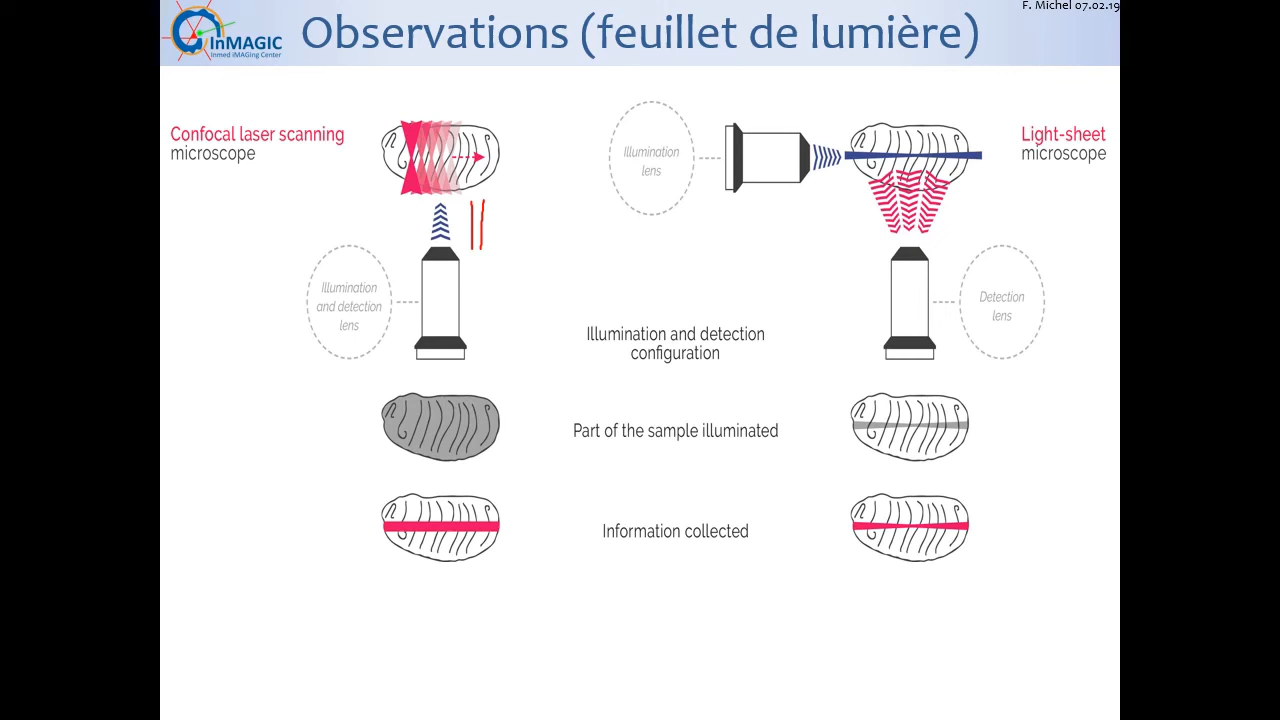 F. Michel 07.02.19
InMAGIC
Inmed iMAGIng Center
Observations (feuillet de lumière)
Confocal laser scanning
microscope
Illumination
lens
Light-sheet
microscope
Illumination
and detection
lens
Detection
lens
Illumination and detection
configuration
Part of the sample illuminated
Information collected